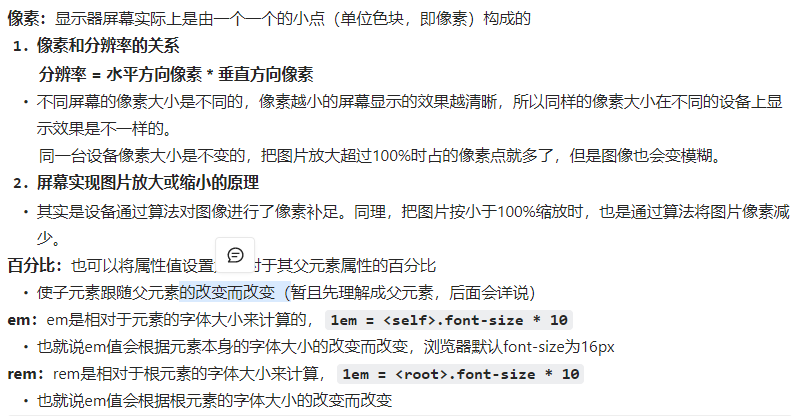 像素：显示器屏幕实际上是由一个一个的小点（单位色块，即像素）构成的
1. 像素和分辨率的关系
分辨率 = 水平方向像素 * 垂直方向像素
• 不同屏幕的像素大小是不同的，像素越小的屏幕显示的效果越清晰，所以同样的像素大小在不同的设备上显
示效果是不一样的。
同一台设备像素大小是不变的，把图片放大超过100%时占的像素点就多了，但是图像也会变模糊。
2. 屏幕实现图片放大或缩小的原理
• 其实是设备通过算法对图像进行了像素补足。同理，把图片按小于100%缩放时，也是通过算法将图片像素减
少。
百分比：也可以将属性值设置 对于其父元素属性的百分比
• 使子元素跟随父元素的改变而改变（暂且先理解成父元素，后面会详说）
em：em是相对于元素的字体大小来计算的， 1em = <self>.font-size * 10
• 也就说em值会根据元素本身的字体大小的改变而改变，浏览器默认font-size为16px
rem：rem是相对于根元素的字体大小来计算， 1em = <root>.font-size * 10
• 也就说em值会根据根元素的字体大小的改变而改变